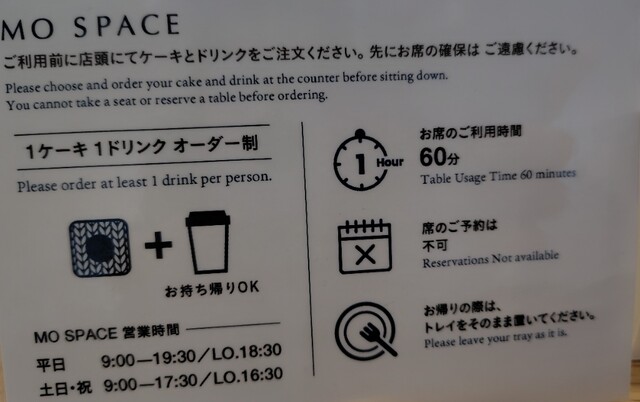 MO SPACE
ご利用前に店頭にてケーキとドリンクをご注文ください。先にお席の確保は ご遠慮ください。
Please choose and order your cake and drink at the counter before sitting down.
You cannot take a seat or reserve a table before ordering.
1ケーキ 1ドリンク オーダー制
Please order at least 1 drink per person.
お持ち帰りOK
MO SPACE 営業時間
平日 9:00—19:30/LO.18:30
土日・祝 9:00—17:30/LO.16:30
1 Hour
お席のご利用時間
60分
Table Usage Time 60 minutes
席のご予約は
不可
Reservations Not available
お帰りの際は、
トレイをそのまま置いてください。
Please leave your tray as it is.